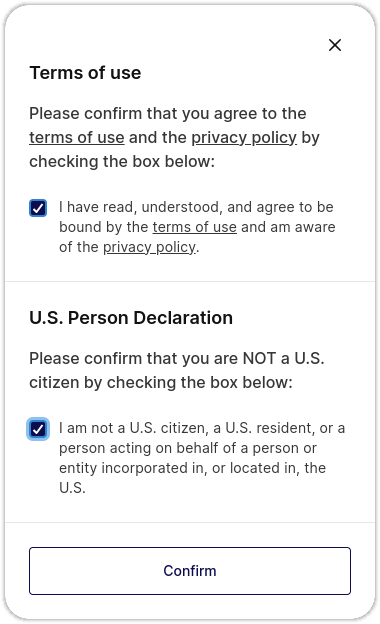 Terms of use
Please confirm that you agree to the
terms of use and the privacy policy by
checking the box below:
I have read, understood, and agree to be
bound by the terms of use and am aware
of the privacy policy.
U.S. Person Declaration
Please confirm that you are NOT a U.S.
citizen by checking the box below:
I am not a U.S. citizen, a U.S. resident, or a
person acting on behalf of a person or
entity incorporated in, or located in, the
U.S.
Confirm